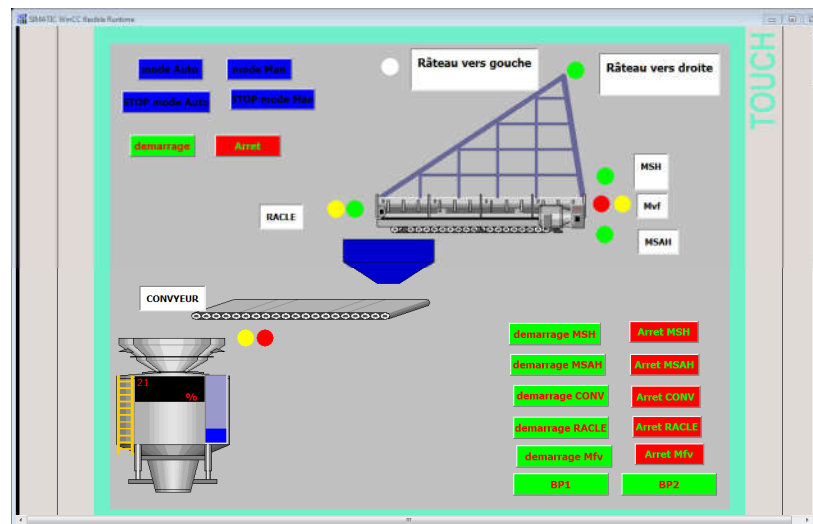 SIMATIC WinCC flexible Runtime
TOUCH
mode Auto
mode Man
STOP mode Auto
STOP mode Man
demarrage
Arret
Râteau vers gouche
Râteau vers droite
MSH
Mvf
MSAH
RACLE
CONVYEUR
21
%
demarrage MSH
Arret MSH
demarrage MSAH
Arret MSAH
demarrage CONV
Arret CONV
demarrage RACLE
Arret RACLE
demarrage Mfv
Arret Mfv
BP1
BP2